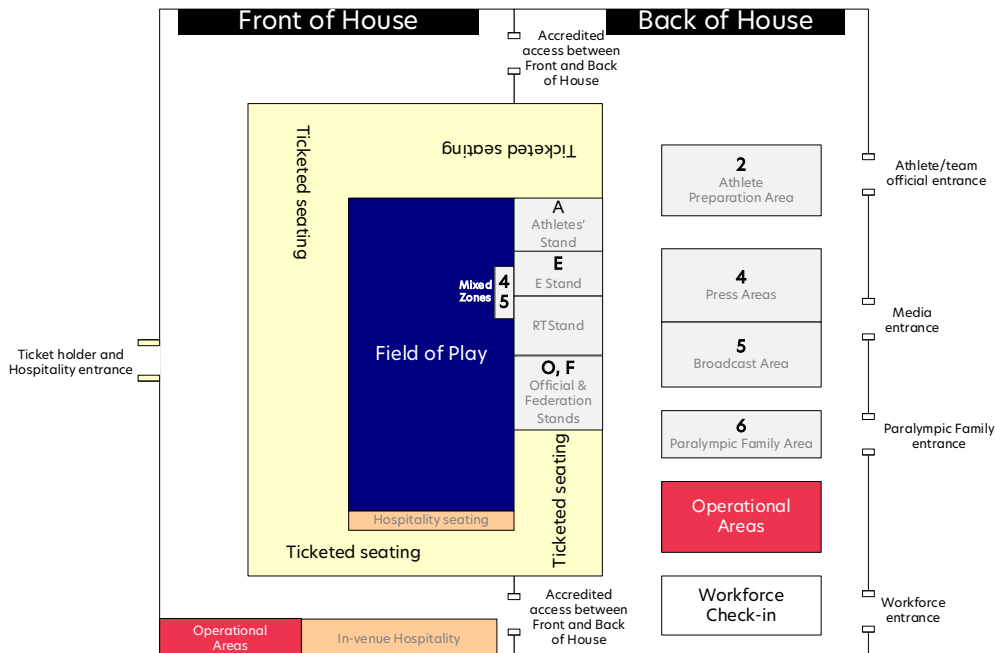 Front of House
Back of House
Accredited
access between
Front and Back
of House
Ticketed seating
Ticketed seating
2
Athlete
Preparation Area
Athlete/team
official entrance
A
Athletes'
Stand
E
E Stand
Mixed
Zones
4
5
RTStand
4
Press Areas
Media
entrance
Ticket holder and
Hospitality entrance
Field of Play
5
Broadcast Area
O, F
Official &
Federation
Stands
6
Paralympic Family Area
Paralympic Family
entrance
Ticketed seating
Hospitality seating
Operational
Areas
Ticketed seating
Accredited
access between
Front and Back
of House
Workforce
Check-in
Workforce
entrance
Operational
Areas
In-venue Hospitality